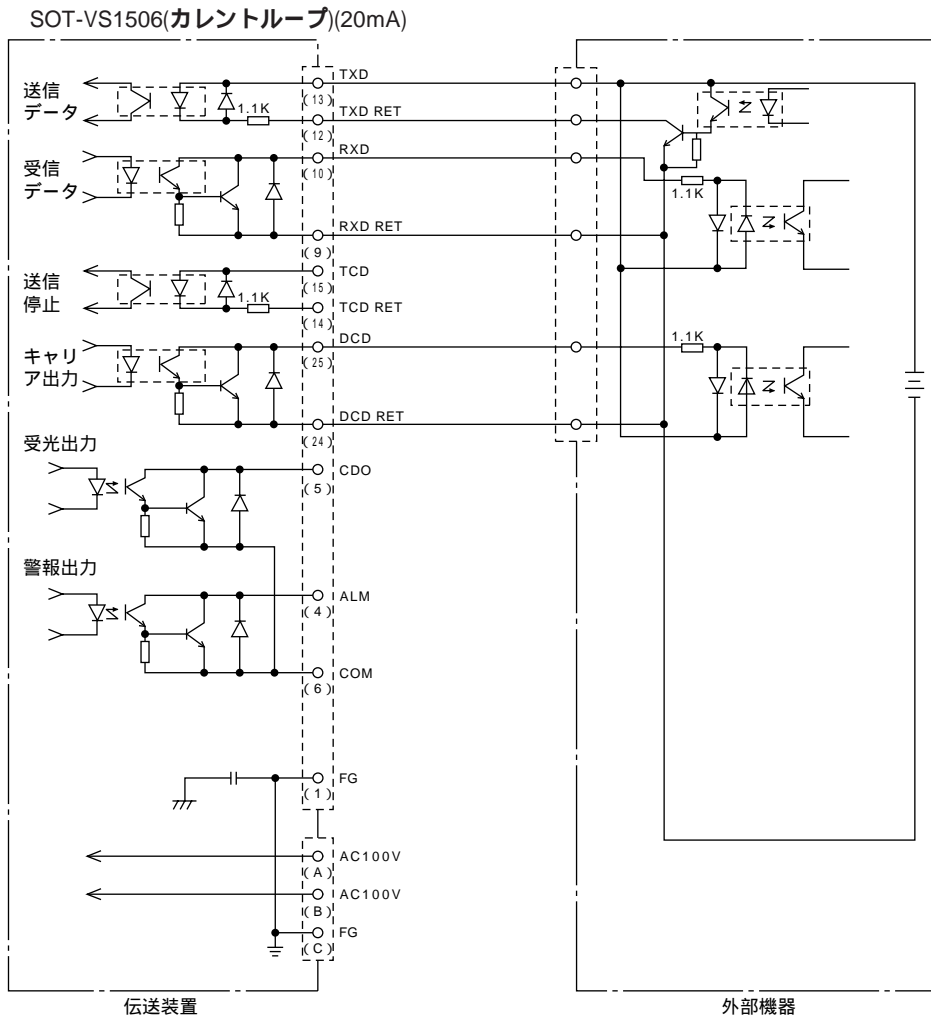 SOT-VS1506(カレントループ)(20mA)
送信
データ
1.1K
TXD
(13)
TXD RET
(12)
受信
データ
RXD
(10)
RXD RET
(9)
1.1K
送信
停止
1.1K
TCD
(15)
TCD RET
(14)
キャリ
ア出力
DCD
(25)
DCD RET
(24)
1.1K
受光出力
CDO
(5)
警報出力
ALM
(4)
COM
(6)
FG
(1)
AC100V
(A)
AC100V
(B)
FG
(C)
伝送装置
外部機器